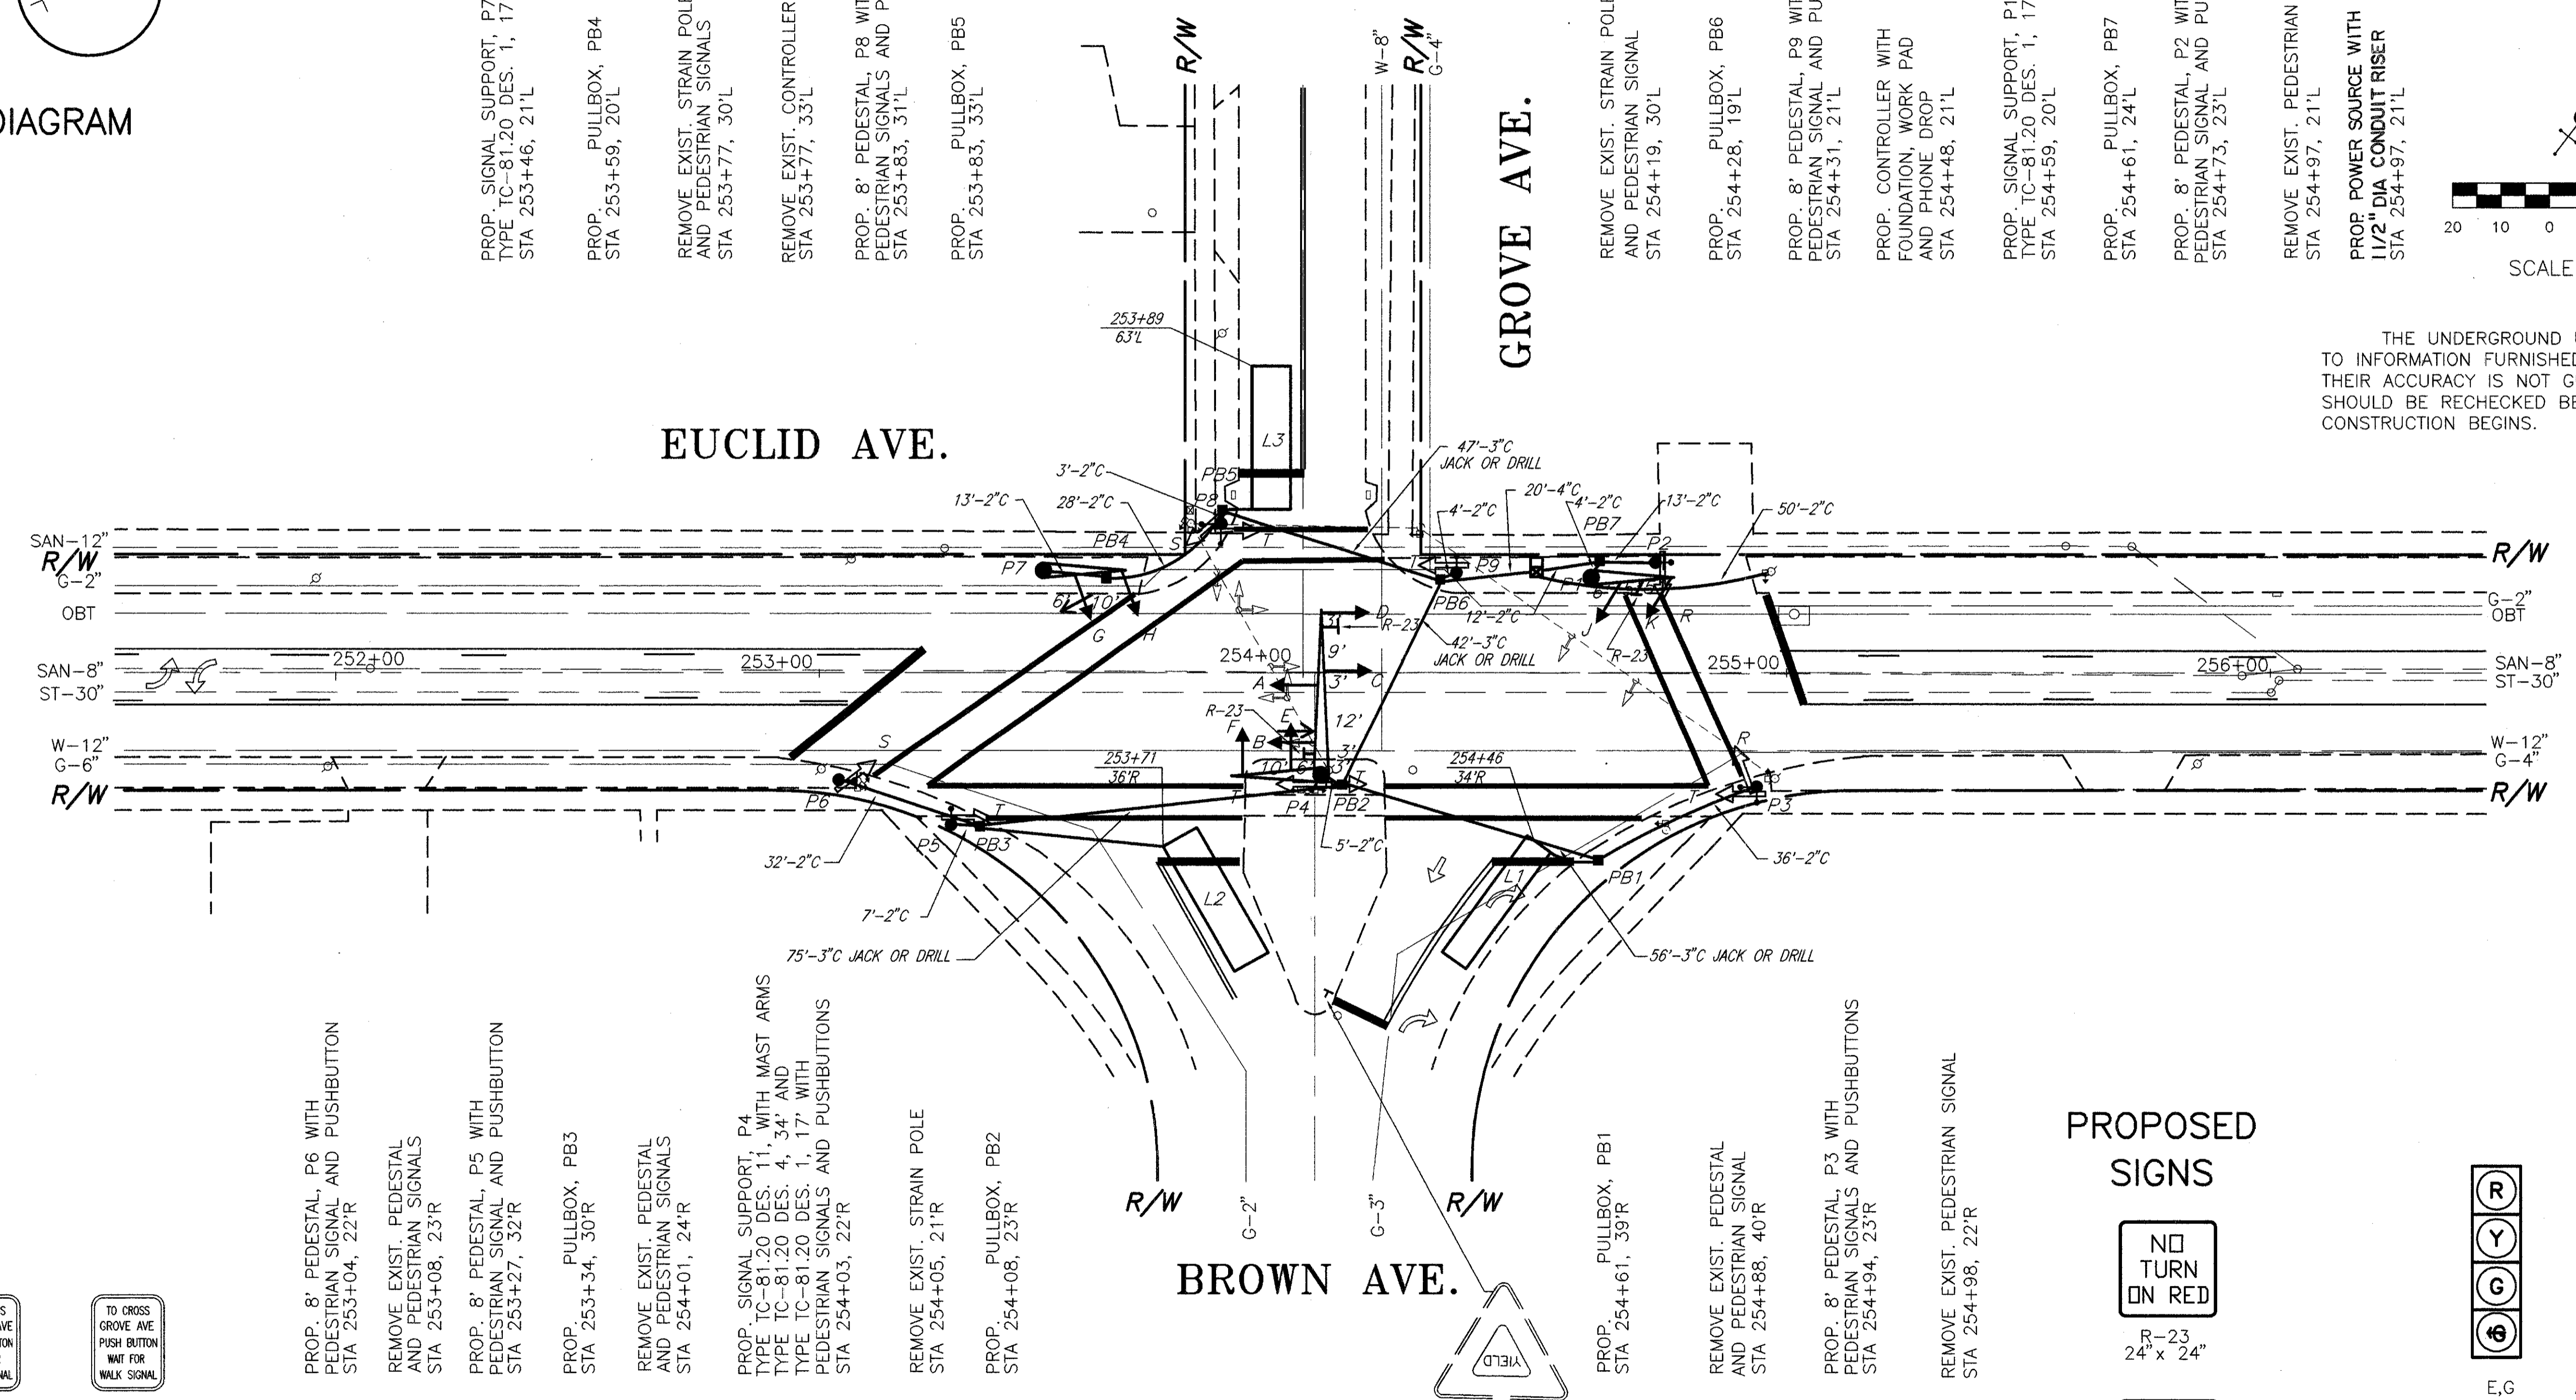 DIAGRAM
PROP. SIGNAL SUPPORT, P7
TYPE TC-81.20 DES. 1, 17
STA 253+46, 21'L
PROP. PULLBOX, PB4
STA 253+59, 20'L
REMOVE EXIST. STRAIN POLE
AND PEDESTRIAN SIGNALS
STA 253+77, 30'L
REMOVE EXIST. CONTROLLER
STA 253+77, 33'L
PROP. 8' PEDESTAL, P8 WIT
PEDESTRIAN SIGNALS AND P
STA 253+83, 31'L
PROP. PULLBOX, PB5
STA 253+83, 33'L
R/W
W-8"
R/W
G-4"
GROVE AVE.
REMOVE EXIST. STRAIN POLE
AND PEDESTRIAN SIGNAL
STA 254+19, 30'L
PROP. PULLBOX, PB6
STA 254+28, 19'L
PROP. 8' PEDESTAL, P9 WIT
PEDESTRIAN SIGNAL AND PU
STA 254+31, 21'L
PROP. CONTROLLER WITH
FOUNDATION, WORK PAD
AND PHONE DROP
STA 254+48, 21'L
PROP. SIGNAL SUPPORT, P1
TYPE TC-81.20 DES. 1, 17
STA 254+59, 20'L
PROP. PULLBOX, PB7
STA 254+61, 24'L
PROP. 8' PEDESTAL, P2 WIT
PEDESTRIAN SIGNAL AND PU
STA 254+73, 23'L
REMOVE EXIST. PEDESTRIAN
STA 254+97, 21'L
PROP. POWER SOURCE WITH
1 1/2" DIA CONDUIT RISER
STA 254+97, 21'L
20 10 0
SCALE
THE UNDERGROUND U
TO INFORMATION FURNISHED
THEIR ACCURACY IS NOT G
SHOULD BE RECHECKED BE
CONSTRUCTION BEGINS.
253+89
63'L
EUCLID AVE.
L3
47'-3"C
JACK OR DRILL
3'-2"C
PB5
13'-2"C
28'-2"C
P8
4'-2"C
20'-4"C
4'-2"C
13'-2"C
50'-2"C
PB7
SAN-12"
R/W
G-2"
OBT
PB4
S
T
P7
P9
P2
P1
R/W
G-2"
OBT
6'
10'
G
H
PB6
12'-2"C
D
3'
R-23
J
K
R
42'-3"C
JACK OR DRILL
9'
R-23
252+00
253+00
254+00
255+00
256+00
SAN-8"
ST-30"
SAN-8"
ST-30"
A
3'
C
R-23
E
12'
F
B
3'
S
R
W-12"
G-6"
R/W
W-12"
G-4"
R/W
253+71
36'R
10'
6'
3'
254+46
34'R
P6
T
T
P4
PB2
T
T
P3
P5
PB3
5'-2"C
32'-2"C
36'-2"C
PB1
L2
L1
7'-2"C
75'-3"C JACK OR DRILL
56'-3"C JACK OR DRILL
PROP. 8' PEDESTAL, P6 WITH
PEDESTRIAN SIGNAL AND PUSHBUTTON
STA 253+04, 22'R
REMOVE EXIST. PEDESTAL
AND PEDESTRIAN SIGNALS
STA 253+08, 23'R
PROP. 8' PEDESTAL, P5 WITH
PEDESTRIAN SIGNAL AND PUSHBUTTON
STA 253+27, 32'R
PROP. PULLBOX, PB3
STA 253+34, 30'R
REMOVE EXIST. PEDESTAL
AND PEDESTRIAN SIGNALS
STA 254+01, 24'R
PROP. SIGNAL SUPPORT, P4
TYPE TC-81.20 DES. 11, WITH MAST ARMS
TYPE TC-81.20 DES. 4, 34' AND
TYPE TC-81.20 DES. 1, 17' WITH
PEDESTRIAN SIGNALS AND PUSHBUTTONS
STA 254+03, 22'R
REMOVE EXIST. STRAIN POLE
STA 254+05, 21'R
PROP. PULLBOX, PB2
STA 254+08, 23'R
R/W
G-2"
G-3"
R/W
BROWN AVE.
YIELD
PROP. PULLBOX, PB1
STA 254+61, 39'R
REMOVE EXIST. PEDESTAL
AND PEDESTRIAN SIGNAL
STA 254+88, 40'R
PROP. 8' PEDESTAL, P3 WITH
PEDESTRIAN SIGNALS AND PUSHBUTTONS
STA 254+94, 23'R
REMOVE EXIST. PEDESTRIAN SIGNAL
STA 254+98, 22'R
PROPOSED
SIGNS
NO
TURN
ON RED
R-23
24"x 24"
R
Y
G
G
E,G
TO CROSS
GROVE AVE
PUSH BUTTON
WAIT FOR
WALK SIGNAL